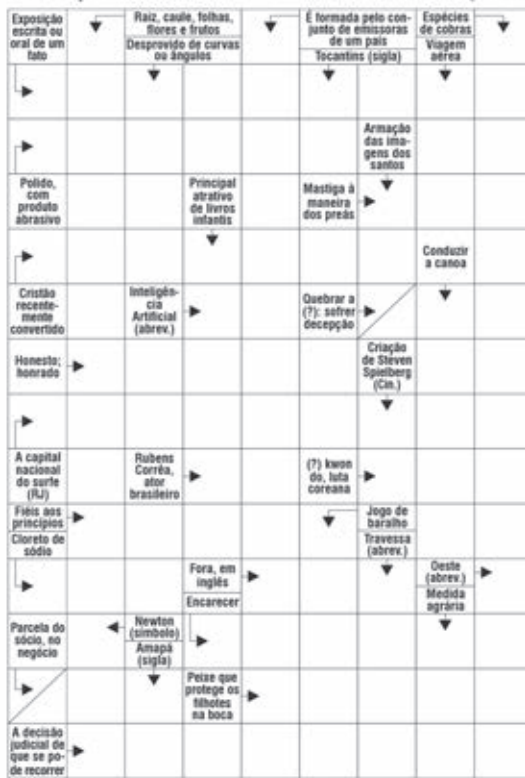 Exposição
escrita ou
oral de um
fato
Raiz, caule, folhas,
flores e frutos
Desprovido de curvas
ou ângulos
É formada pelo con-
junto de emissoras
de um país
Tocantins (sigla)
Espécies
de cobras
Viagem
aérea
Armação
das ima-
gens dos
santos
Polido,
com
produto
abrasivo
Principal
atrativo
de livros
infantis
Mastiga à
maneira
dos preás
Conduzir
a canoa
Cristão
recente-
mente
convertido
Inteligên-
cia
Artificial
(abrev.)
Quebrar a
(?): sofrer
decepção
Honesto;
honrado
Criação
de Steven
Spielberg
(Cin.)
A capital
nacional
do surfe
(RJ)
Rubens
Corrêa,
ator
brasileiro
(?) kwon
do, luta
coreana
Fiéis aos
princípios
Cloreto de
sódio
Jogo de
baralho
Travessa
(abrev.)
Fora, em
inglês
Encarecer
Oeste
(abrev.)
Medida
agrária
Parcela do
sócio, no
negócio
Newton
(símbolo)
Amapá
(sigla)
Peixe que
protege os
filhotes
na boca
A decisão
judicial de
que se po-
de recorrer